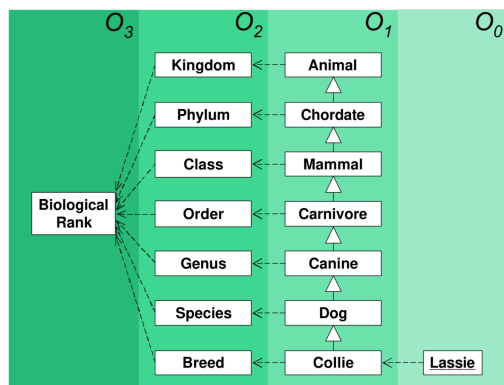 O3 O2 O1 O0
Kingdom Animal
Phylum Chordate
Class Mammal
Biological
Rank
Order Carnivore
Genus Canine
Species Dog
Breed Collie Lassie